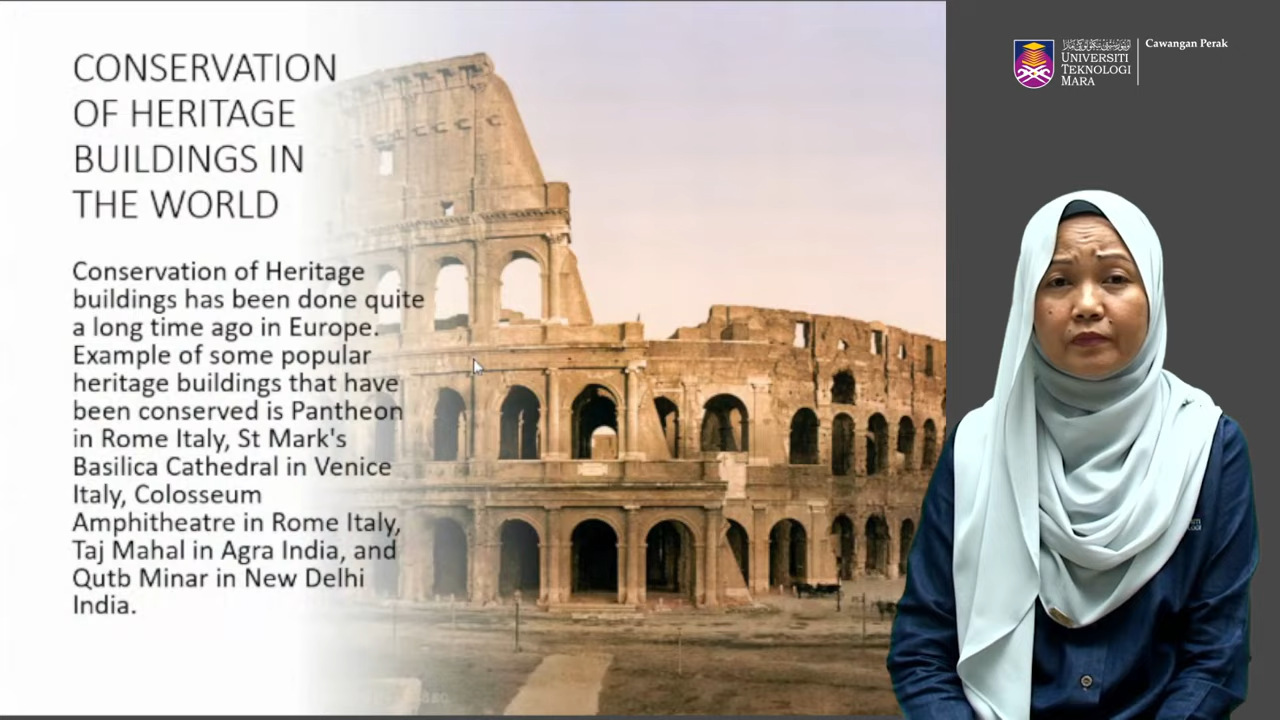 CONSERVATION
OF HERITAGE
BUILDINGS IN
THE WORLD
Conservation of Heritage
buildings has been done quite
a long time ago in Europe.
Example of some popular
heritage buildings that have
been conserved is Pantheon
in Rome Italy, St Mark's
Basilica Cathedral in Venice
Italy, Colosseum
Amphitheatre in Rome Italy,
Taj Mahal in Agra India, and
Qutb Minar in New Delhi
India.
UNIVERSITI
TEKNOLOGI
MARA
Cawangan Perak